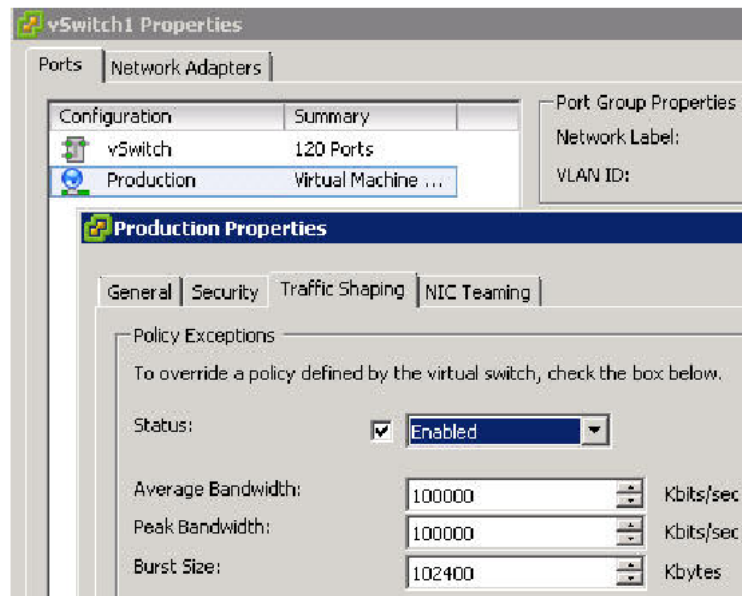 vSwitch1 Properties
Ports Network Adapters
Configuration Summary
vSwitch 120 Ports
Production Virtual Machine ...
Port Group Properties
Network Label:
VLAN ID:
Production Properties
General Security Traffic Shaping NIC Teaming
Policy Exceptions
To override a policy defined by the virtual switch, check the box below.
Status: Enabled
Average Bandwidth: 100000 Kbits/sec
Peak Bandwidth: 100000 Kbits/sec
Burst Size: 102400 Kbytes